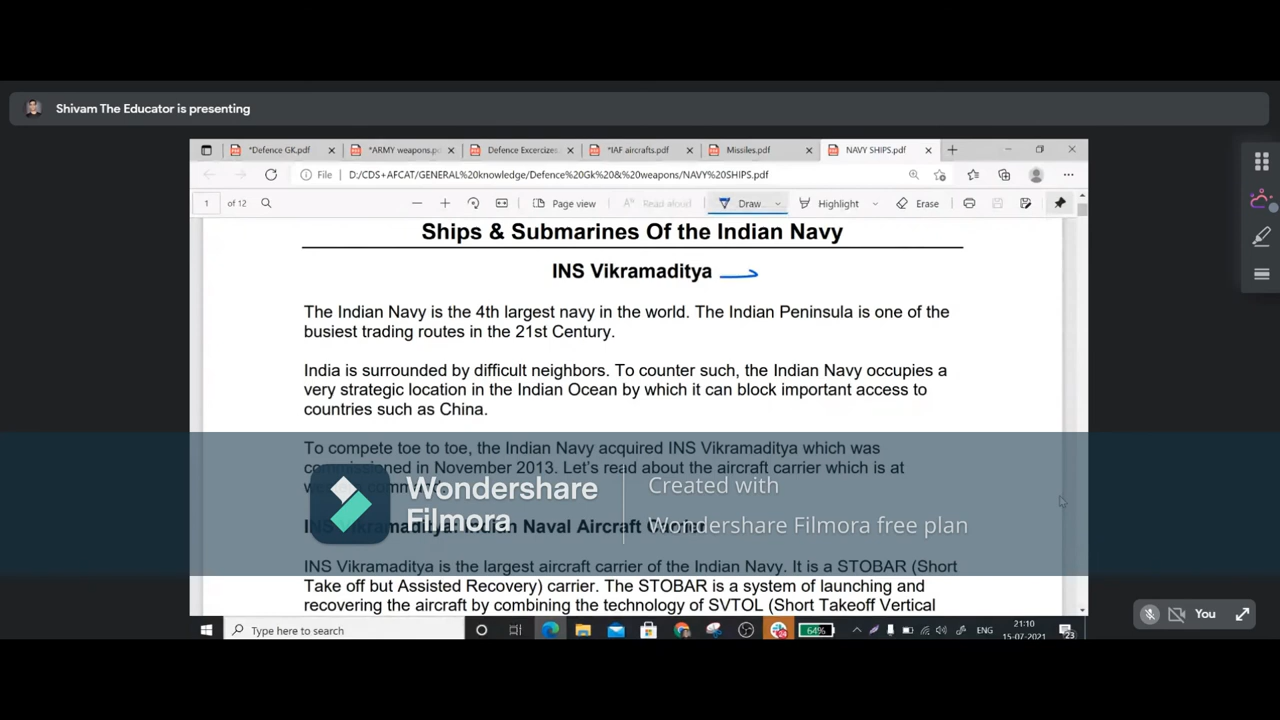 Shivam The Educator is presenting
*Defence GK.pdf
*ARMY weapons.pd
Defence Excercizes.
*IAF aircrafts.pdf
Missiles.pdf
NAVY SHIPS.pdf
File
D:/CDS+AFCAT/GENERAL%20knowledge/Defence%20Gk%20&%20weapons/NAVY%20SHIPS.pdf
1 of 12
Page view
Read aloud
Draw
Highlight
Erase
Ships & Submarines Of the Indian Navy
INS Vikramaditya
The Indian Navy is the 4th largest navy in the world. The Indian Peninsula is one of the
busiest trading routes in the 21st Century.
India is surrounded by difficult neighbors. To counter such, the Indian Navy occupies a
very strategic location in the Indian Ocean by which it can block important access to
countries such as China.
To compete toe to toe, the Indian Navy acquired INS Vikramaditya which was
commissioned in November 2013. Let's read about the aircraft carrier which is at
Wondershare
Filmora
Created with
Wondershare Filmora free plan
INS Vikramaditya: Indian Naval Aircraft Carrier
INS Vikramaditya is the largest aircraft carrier of the Indian Navy. It is a STOBAR (Short
Take off but Assisted Recovery) carrier. The STOBAR is a system of launching and
recovering the aircraft by combining the technology of SVTOL (Short Takeoff Vertical
You
Type here to search
64%
ENG
21:10
15-07-2021
23